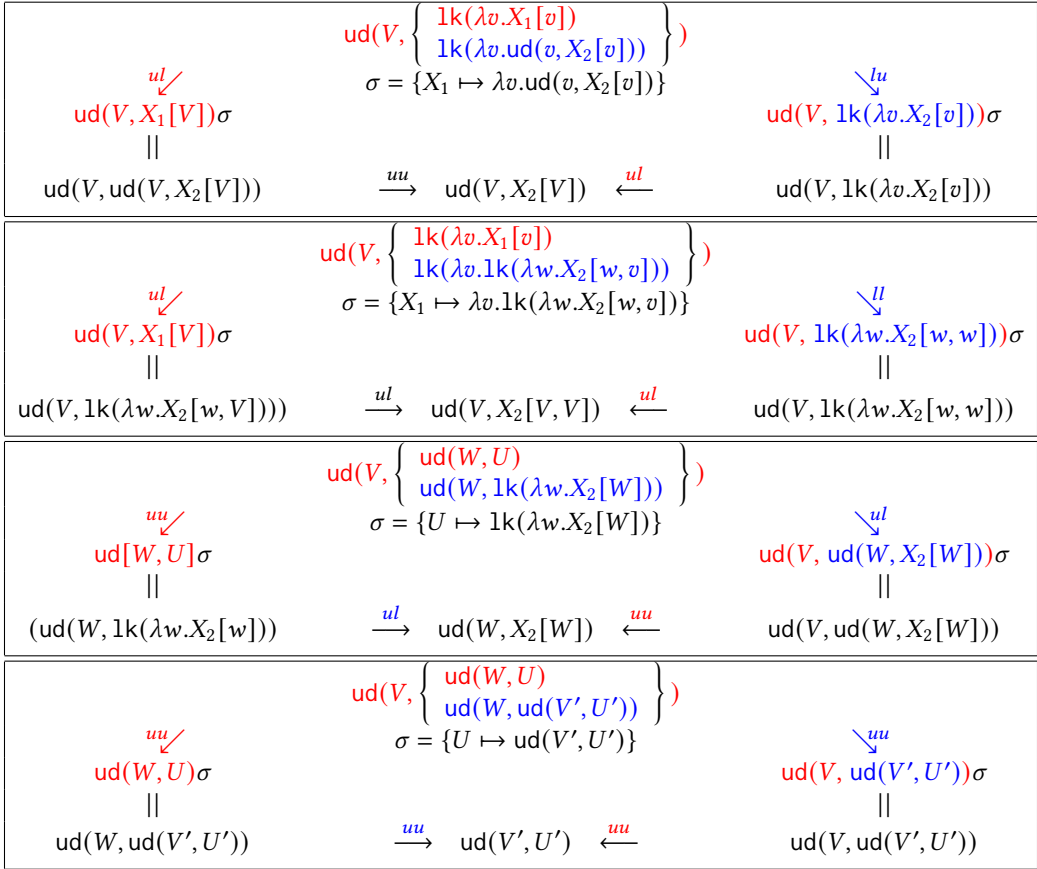 ud(V, { lk(λv.X₁[v])
lk(λv.ud(v, X₂[v])) } )
σ = {X₁ ↦ λv.ud(v, X₂[v])}
ul ↙ ↘ lu
ud(V, X₁[V])σ ud(V, lk(λv.X₂[v]))σ
|| ||
ud(V, ud(V, X₂[V])) uu ⟶ ud(V, X₂[V]) ul ⟵ ud(V, lk(λv.X₂[v]))
ud(V, { lk(λv.X₁[v])
lk(λv.lk(λw.X₂[w, v])) } )
σ = {X₁ ↦ λv.lk(λw.X₂[w, v])}
ul ↙ ↘ ll
ud(V, X₁[V])σ ud(V, lk(λw.X₂[w, w]))σ
|| ||
ud(V, lk(λw.X₂[w, V]))) ul ⟶ ud(V, X₂[V, V]) ul ⟵ ud(V, lk(λw.X₂[w, w]))
ud(V, { ud(W, U)
ud(W, lk(λw.X₂[W])) } )
σ = {U ↦ lk(λw.X₂[W])}
uu ↙ ↘ ul
ud[W, U]σ ud(V, ud(W, X₂[W]))σ
|| ||
(ud(W, lk(λw.X₂[w])) ul ⟶ ud(W, X₂[W]) uu ⟵ ud(V, ud(W, X₂[W]))
ud(V, { ud(W, U)
ud(W, ud(V′, U′)) } )
σ = {U ↦ ud(V′, U′)}
uu ↙ ↘ uu
ud(W, U)σ ud(V, ud(V′, U′))σ
|| ||
ud(W, ud(V′, U′)) uu ⟶ ud(V′, U′) uu ⟵ ud(V, ud(V′, U′))